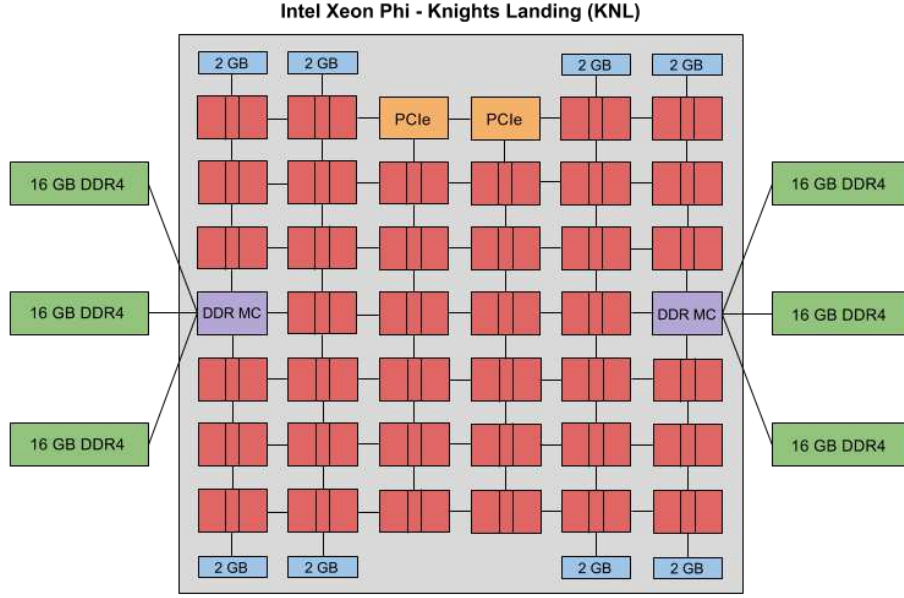 Intel Xeon Phi - Knights Landing (KNL)
2 GB 2 GB 2 GB 2 GB
PCIe PCIe
16 GB DDR4 16 GB DDR4
16 GB DDR4 DDR MC DDR MC 16 GB DDR4
16 GB DDR4 16 GB DDR4
2 GB 2 GB 2 GB 2 GB